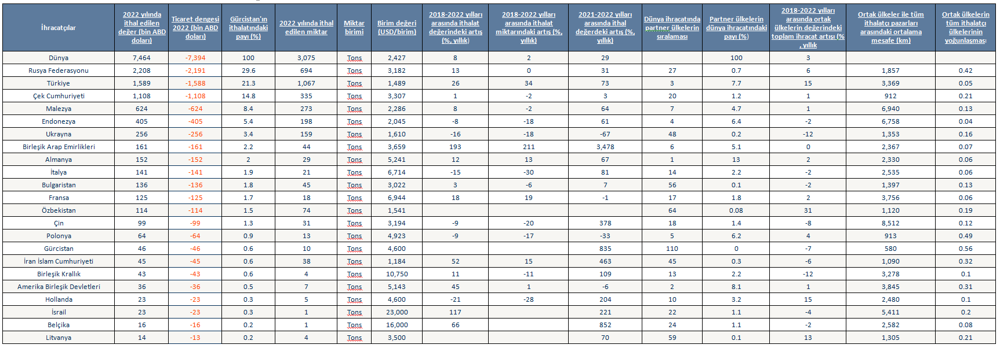 İhracatçılar | 2022 yılında ithal edilen değer (bin ABD doları) | Ticaret dengesi 2022 (bin ABD doları) | Gürcistan'ın ithalatındaki payı (%) | 2022 yılında ithal edilen miktar | Miktar birimi | Birim değeri (USD/birim) | 2018-2022 yılları arasında ithalat değerindeki artış (%, yıllık) | 2018-2022 yılları arasında ithalat miktarındaki artış (%, yıllık) | 2021-2022 yılları arasında ithal değerdeki artış (%, yıllık) | Dünya ihracatında partner ülkelerin sıralaması | Partner ülkelerin dünya ihracatındaki payı (%) | 2018-2022 yılları arasında ortak ülkelerin değerindeki toplam ihracat artışı (% , yıllık | Ortak ülkeler ile tüm ithalatçı pazarları arasındaki ortalama mesafe (km) | Ortak ülkelerin tüm ithalatçı ülkelerinin yoğunlaşması
Dünya | 7,464 | -7,394 | 100 | 3,075 | Tons | 2,427 | 8 | 2 | 29 | | 100 | 3 | |
Rusya Federasyonu | 2,208 | -2,191 | 29.6 | 694 | Tons | 3,182 | 13 | 0 | 31 | 27 | 0.7 | 6 | 1,857 | 0.42
Türkiye | 1,589 | -1,588 | 21.3 | 1,067 | Tons | 1,489 | 26 | 34 | 73 | 3 | 7.7 | 15 | 3,369 | 0.05
Çek Cumhuriyeti | 1,108 | -1,108 | 14.8 | 335 | Tons | 3,307 | 1 | -2 | 3 | 20 | 1.2 | 1 | 912 | 0.21
Malezya | 624 | -624 | 8.4 | 273 | Tons | 2,286 | 8 | -2 | 64 | 7 | 4.7 | 1 | 6,940 | 0.13
Endonezya | 405 | -405 | 5.4 | 198 | Tons | 2,045 | -8 | -18 | 61 | 4 | 6.4 | -2 | 6,758 | 0.04
Ukrayna | 256 | -256 | 3.4 | 159 | Tons | 1,610 | -16 | -18 | -67 | 48 | 0.2 | -12 | 1,353 | 0.16
Birleşik Arap Emirlikleri | 161 | -161 | 2.2 | 44 | Tons | 3,659 | 193 | 211 | 3,478 | 6 | 5.1 | 0 | 2,367 | 0.07
Almanya | 152 | -152 | 2 | 29 | Tons | 5,241 | 12 | 13 | 67 | 1 | 13 | 2 | 2,330 | 0.06
İtalya | 141 | -141 | 1.9 | 21 | Tons | 6,714 | -15 | -30 | 81 | 14 | 2.2 | -2 | 2,535 | 0.06
Bulgaristan | 136 | -136 | 1.8 | 45 | Tons | 3,022 | 3 | -6 | 7 | 56 | 0.1 | -2 | 1,397 | 0.13
Fransa | 125 | -125 | 1.7 | 18 | Tons | 6,944 | 18 | 19 | -1 | 17 | 1.8 | 2 | 3,756 | 0.06
Özbekistan | 114 | -114 | 1.5 | 74 | Tons | 1,541 | | | | 64 | 0.08 | 31 | 1,120 | 0.19
Çin | 99 | -99 | 1.3 | 31 | Tons | 3,194 | -9 | -20 | 378 | 18 | 1.4 | -8 | 8,512 | 0.12
Polonya | 64 | -64 | 0.9 | 13 | Tons | 4,923 | -9 | -17 | -33 | 5 | 6.2 | 4 | 913 | 0.49
Gürcistan | 46 | -46 | 0.6 | 10 | Tons | 4,600 | | | 835 | 110 | 0 | -7 | 580 | 0.56
İran İslam Cumhuriyeti | 45 | -45 | 0.6 | 38 | Tons | 1,184 | 52 | 15 | 463 | 45 | 0.3 | -6 | 1,090 | 0.32
Birleşik Krallık | 43 | -43 | 0.6 | 4 | Tons | 10,750 | 11 | -11 | 109 | 13 | 2.2 | -12 | 3,278 | 0.1
Amerika Birleşik Devletleri | 36 | -36 | 0.5 | 7 | Tons | 5,143 | 45 | 1 | -6 | 2 | 8.1 | 1 | 3,845 | 0.31
Hollanda | 23 | -23 | 0.3 | 5 | Tons | 4,600 | -21 | -28 | 204 | 10 | 3.2 | 15 | 2,480 | 0.1
İsrail | 23 | -23 | 0.3 | 1 | Tons | 23,000 | 117 | | 221 | 22 | 1.1 | -4 | 5,411 | 0.2
Belçika | 16 | -16 | 0.2 | 1 | Tons | 16,000 | 66 | | 852 | 24 | 1.1 | -2 | 2,582 | 0.08
Litvanya | 14 | -13 | 0.2 | 4 | Tons | 3,500 | | | 70 | 59 | 0.1 | 13 | 1,305 | 0.21